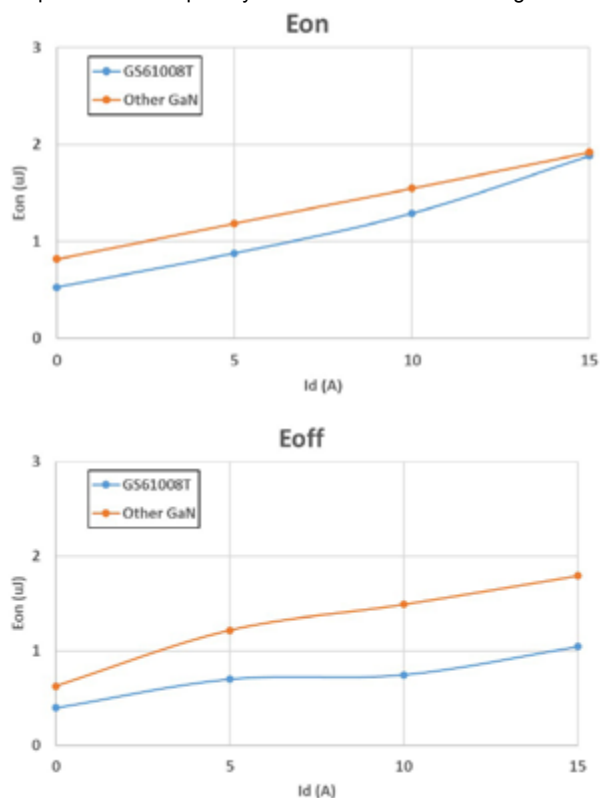 Eon
3
GS61008T
Other GaN
2
Eon (uJ)
1
0
0 5 10 15
Id (A)
Eoff
3
GS61008T
Other GaN
2
Eon (uJ)
1
0
0 5 10 15
Id (A)